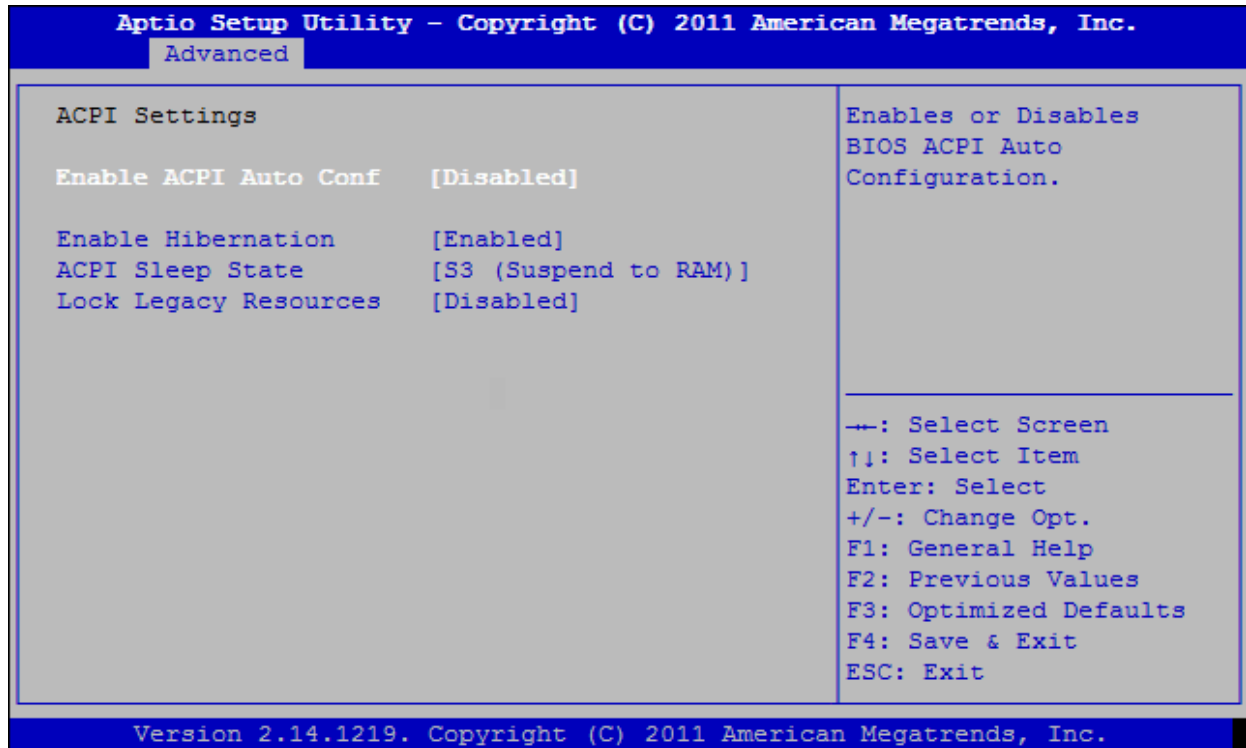 Aptio Setup Utility – Copyright (C) 2011 American Megatrends, Inc.
Advanced
ACPI Settings
Enable ACPI Auto Conf [Disabled]
Enable Hibernation [Enabled]
ACPI Sleep State [S3 (Suspend to RAM)]
Lock Legacy Resources [Disabled]
Enables or Disables
BIOS ACPI Auto
Configuration.
→←: Select Screen
↑↓: Select Item
Enter: Select
+/-: Change Opt.
F1: General Help
F2: Previous Values
F3: Optimized Defaults
F4: Save & Exit
ESC: Exit
Version 2.14.1219. Copyright (C) 2011 American Megatrends, Inc.